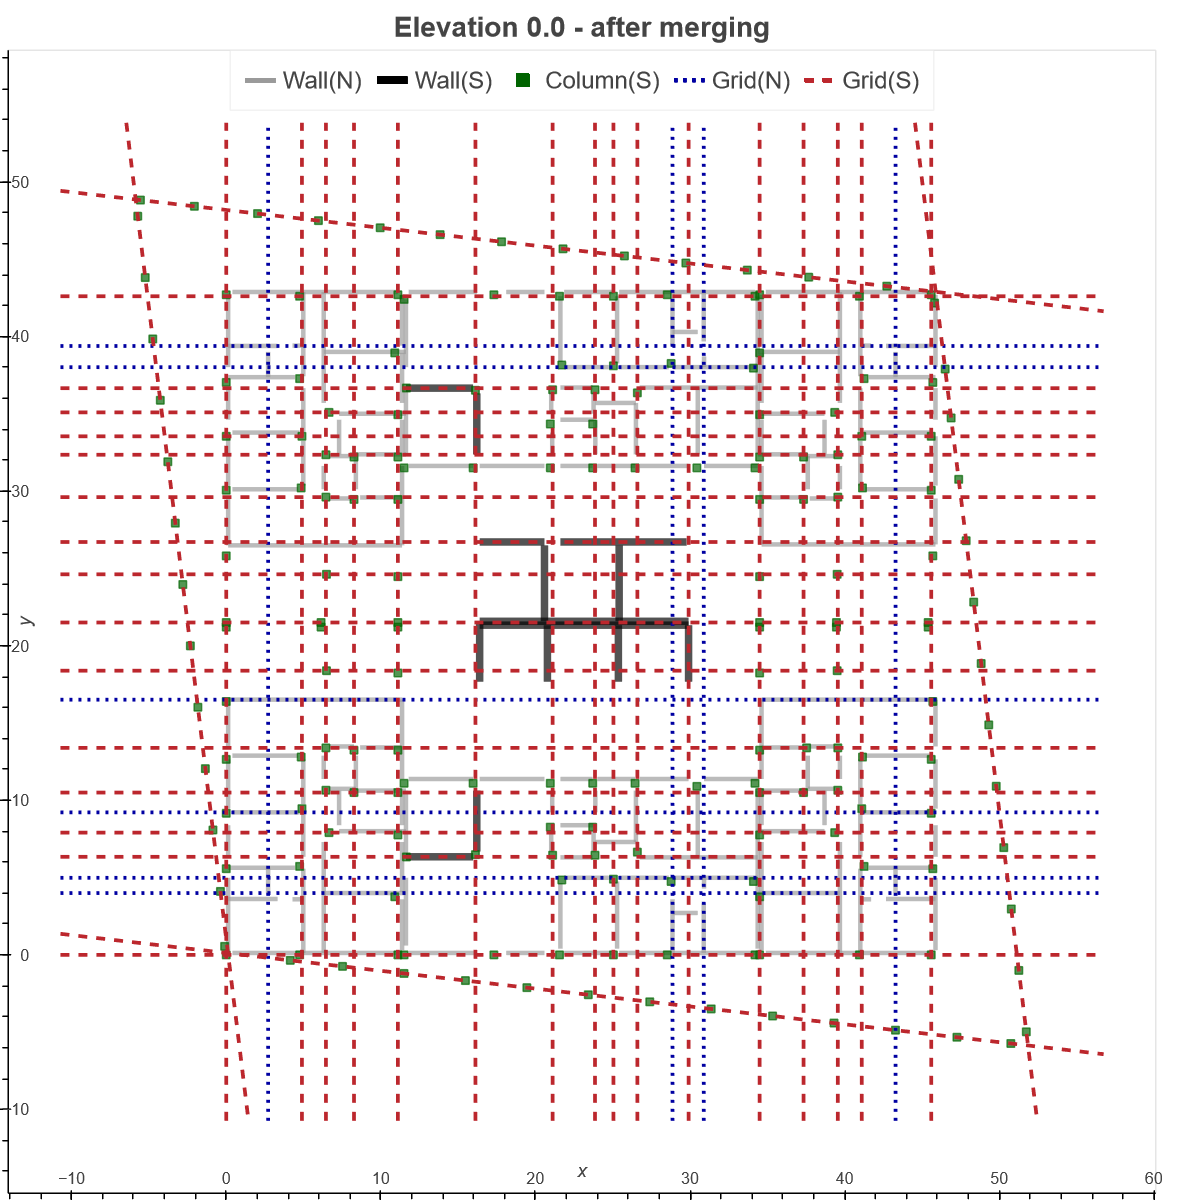 Elevation 0.0 - after merging
Wall(N) Wall(S) Column(S) Grid(N) Grid(S)
50
40
30
20
10
0
10
y
x
−10 0 10 20 30 40 50 60